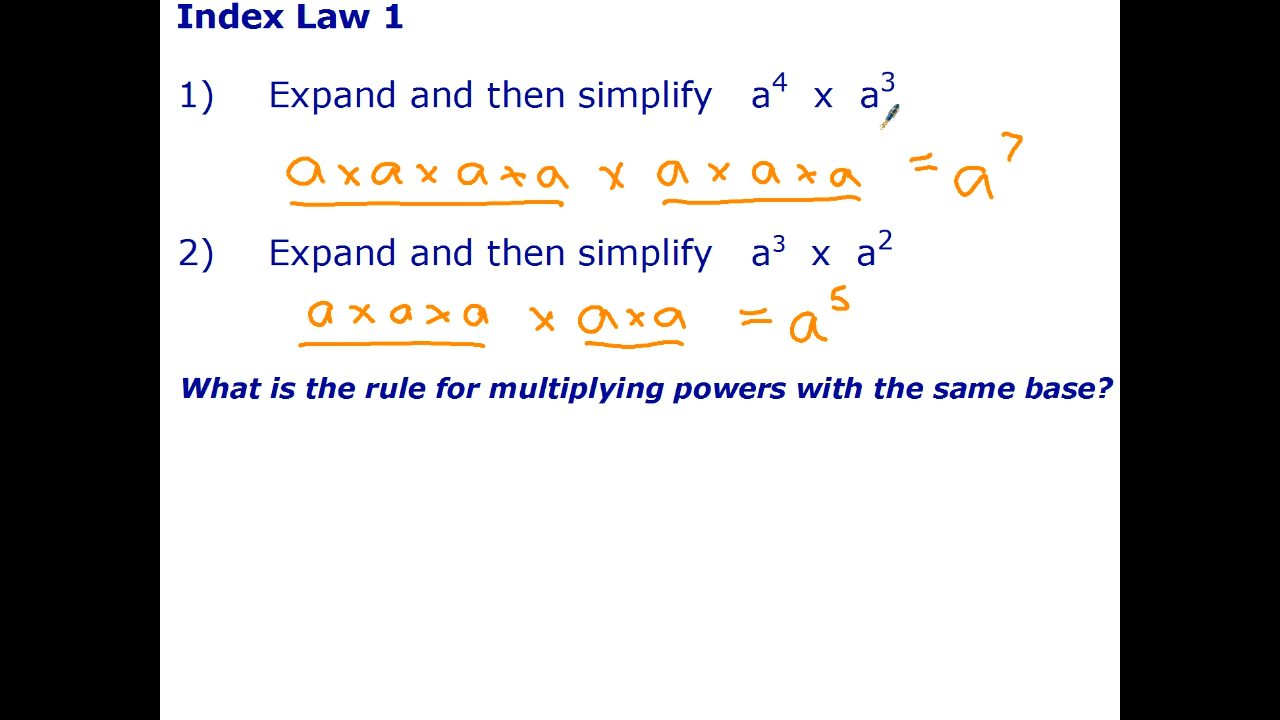 Index Law 1
1) Expand and then simplify a⁴ x a³
a × a × a × a × a × a × a = a⁷
2) Expand and then simplify a³ x a²
a × a × a × a × a = a⁵
What is the rule for multiplying powers with the same base?